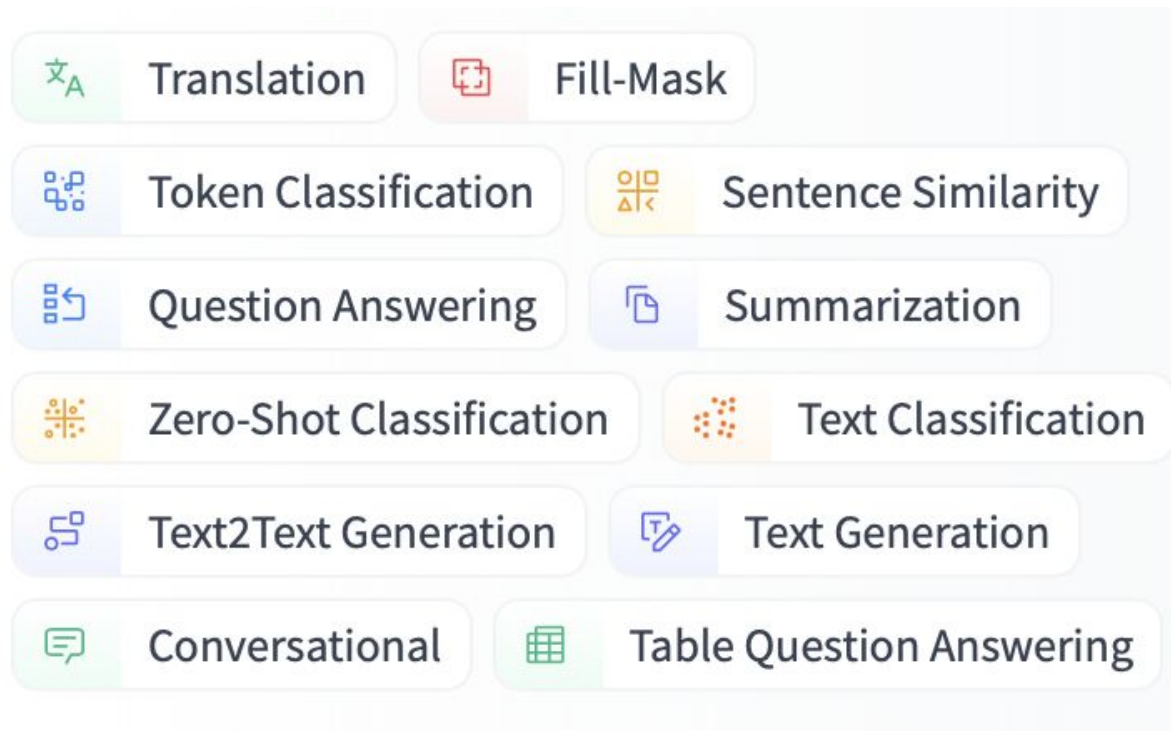 Translation Fill-Mask
Token Classification Sentence Similarity
Question Answering Summarization
Zero-Shot Classification Text Classification
Text2Text Generation Text Generation
Conversational Table Question Answering